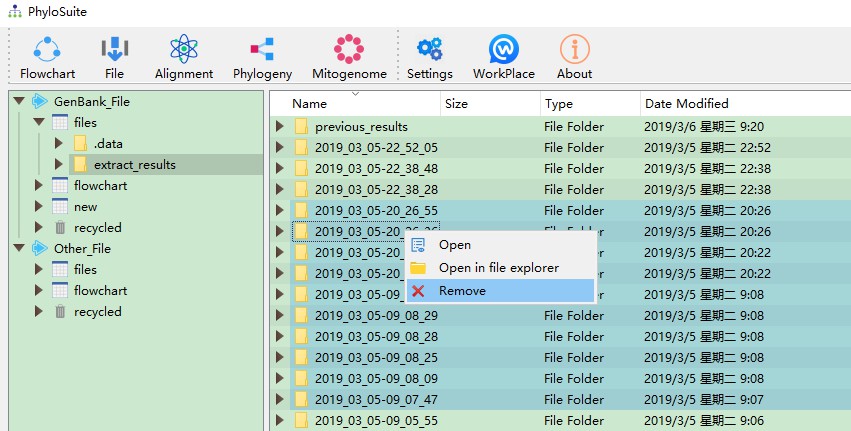 PhyloSuite
Flowchart File Alignment Phylogeny Mitogenome Settings WorkPlace About
GenBank_File
files
.data
extract_results
flowchart
new
recycled
Other_File
files
flowchart
recycled
Name Size Type Date Modified
previous_results File Folder 2019/3/6 星期三 9:20
2019_03_05-22_52_05 File Folder 2019/3/5 星期二 22:52
2019_03_05-22_38_48 File Folder 2019/3/5 星期二 22:38
2019_03_05-22_38_28 File Folder 2019/3/5 星期二 22:38
2019_03_05-20_26_55 File Folder 2019/3/5 星期二 20:26
2019_03_05-20_26_26 File Folder 2019/3/5 星期二 20:26
2019_03_05-20_ File Folder 2019/3/5 星期二 20:22
2019_03_05-20_ File Folder 2019/3/5 星期二 20:22
2019_03_05-09_ File Folder 2019/3/5 星期二 9:08
2019_03_05-09_08_29 File Folder 2019/3/5 星期二 9:08
2019_03_05-09_08_28 File Folder 2019/3/5 星期二 9:08
2019_03_05-09_08_25 File Folder 2019/3/5 星期二 9:08
2019_03_05-09_08_09 File Folder 2019/3/5 星期二 9:08
2019_03_05-09_07_47 File Folder 2019/3/5 星期二 9:07
2019_03_05-09_05_55 File Folder 2019/3/5 星期二 9:06
Open
Open in file explorer
Remove